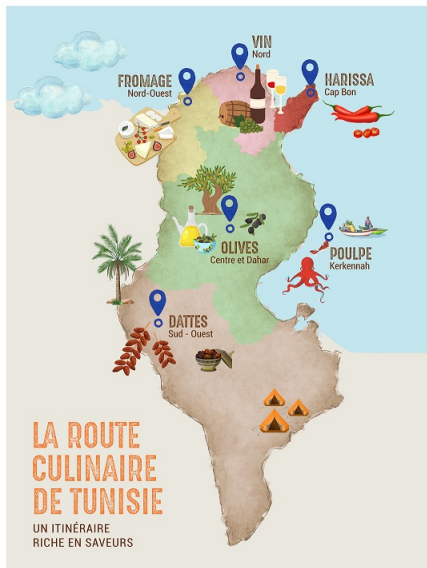 VIN
Nord
FROMAGE
Nord-Ouest
HARISSA
Cap Bon
OLIVES
Centre et Dahar
POULPE
Kerkennah
DATTES
Sud - Ouest
LA ROUTE
CULINAIRE
DE TUNISIE
UN ITINÉRAIRE
RICHE EN SAVEURS